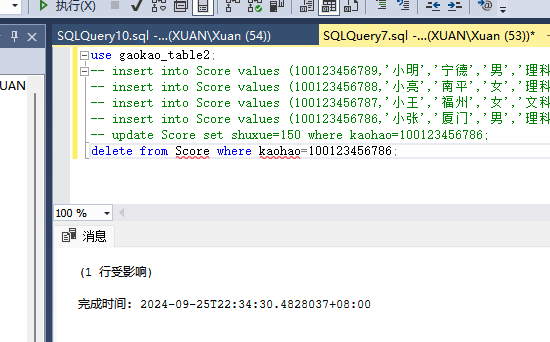 执行(X)
SQLQuery10.sql -...(XUAN\Xuan (54))
SQLQuery7.sql -...(XUAN\Xuan (53))*
XUAN
use gaokao_table2;
-- insert into Score values (100123456789,'小明','宁德','男','理科
-- insert into Score values (100123456788,'小亮','南平','女','理科
-- insert into Score values (100123456787,'小王','福州','女','文科
-- insert into Score values (100123456786,'小张','厦门','男','理科
-- update Score set shuxue=150 where kaohao=100123456786;
delete from Score where kaohao=100123456786;
100 %
消息
(1 行受影响)
完成时间: 2024-09-25T22:34:30.4828037+08:00